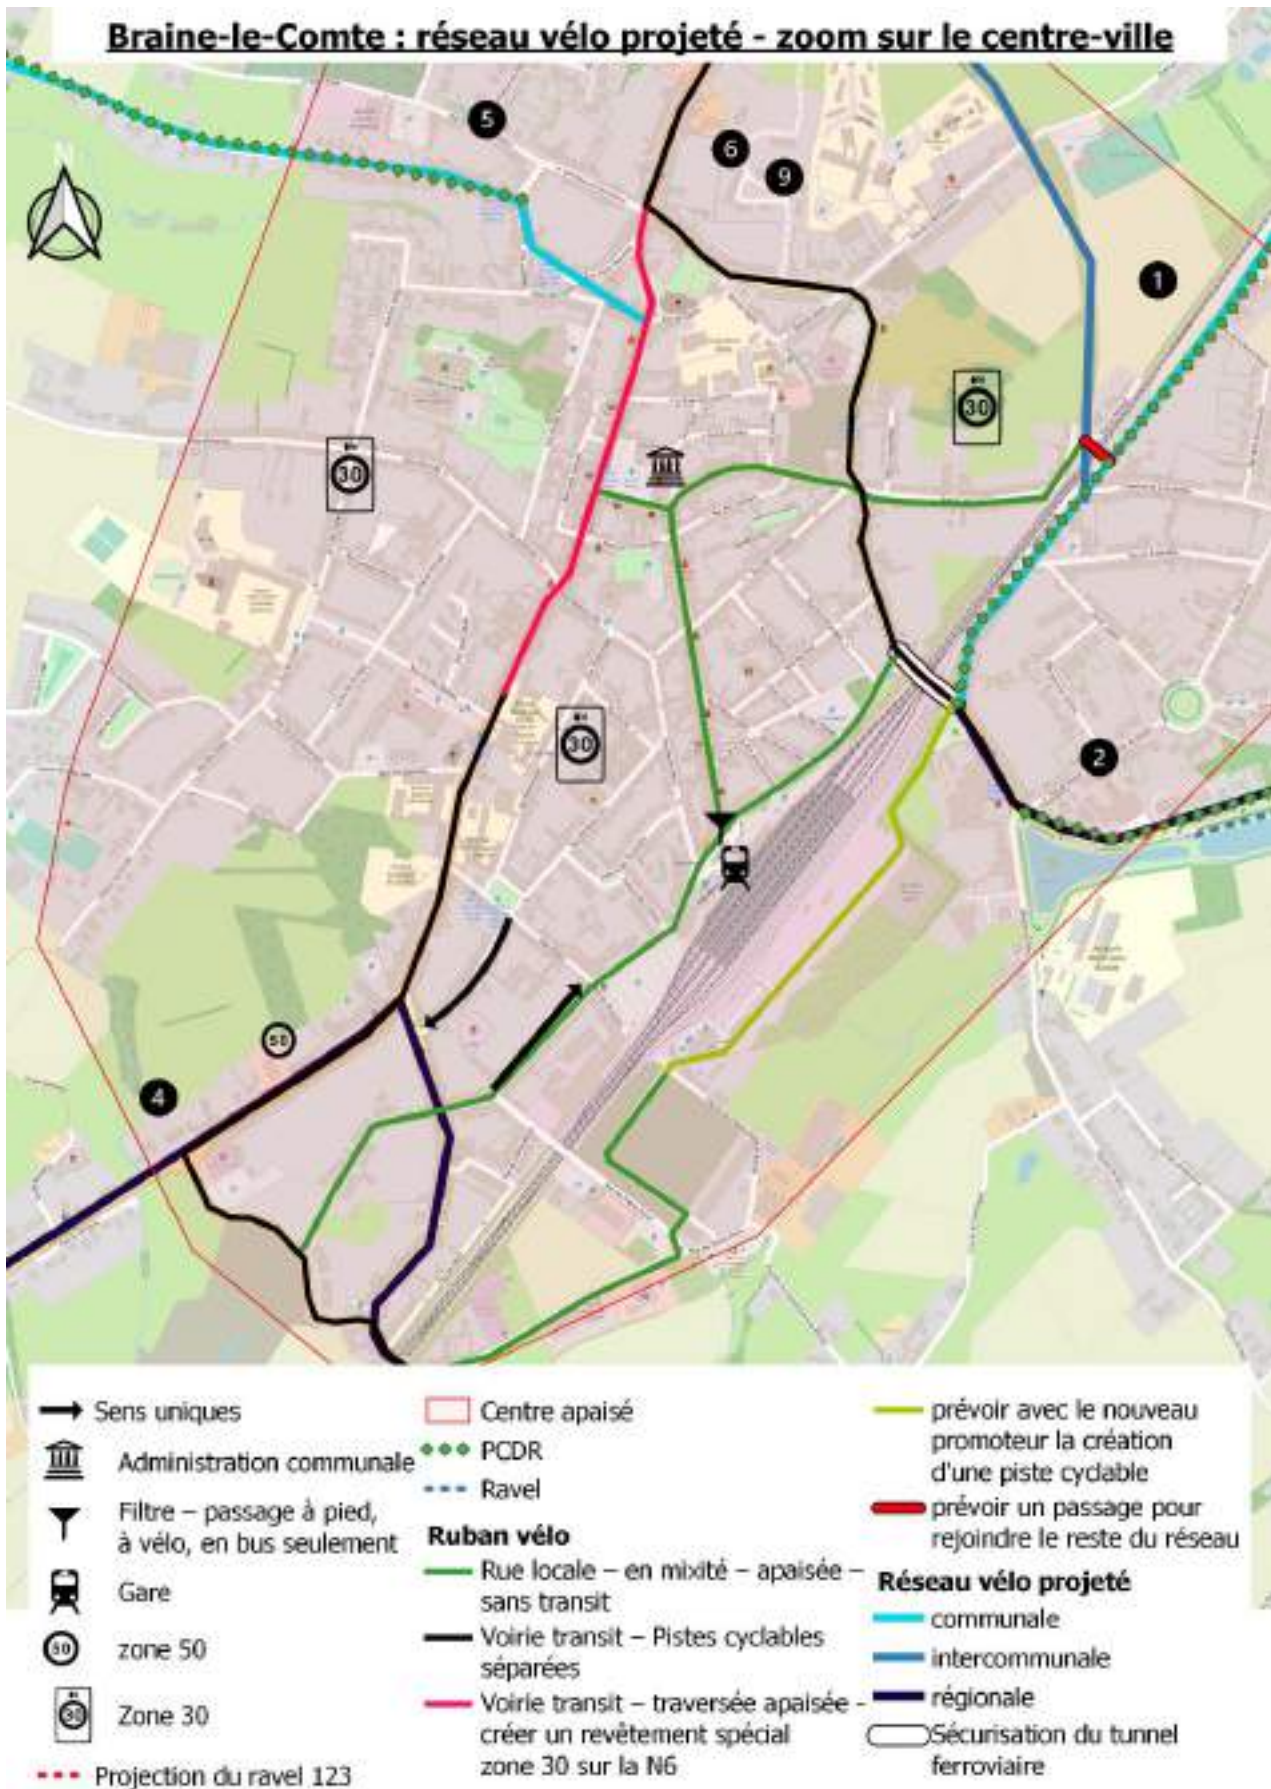 Braine-le-Comte : réseau vélo projeté - zoom sur le centre-ville
N
5
6
9
1
30
30
30
2
50
4
Sens uniques
Administration communale
Filtre – passage à pied,
à vélo, en bus seulement
Gare
50
zone 50
30
Zone 30
Projection du ravel 123
Centre apaisé
PCDR
Ravel
Ruban vélo
Rue locale – en mixité – apaisée –
sans transit
Voirie transit – Pistes cyclables
séparées
Voirie transit – traversée apaisée -
créer un revêtement spécial
zone 30 sur la N6
prévoir avec le nouveau
promoteur la création
d'une piste cyclable
prévoir un passage pour
rejoindre le reste du réseau
Réseau vélo projeté
communale
intercommunale
régionale
Sécurisation du tunnel
ferroviaire